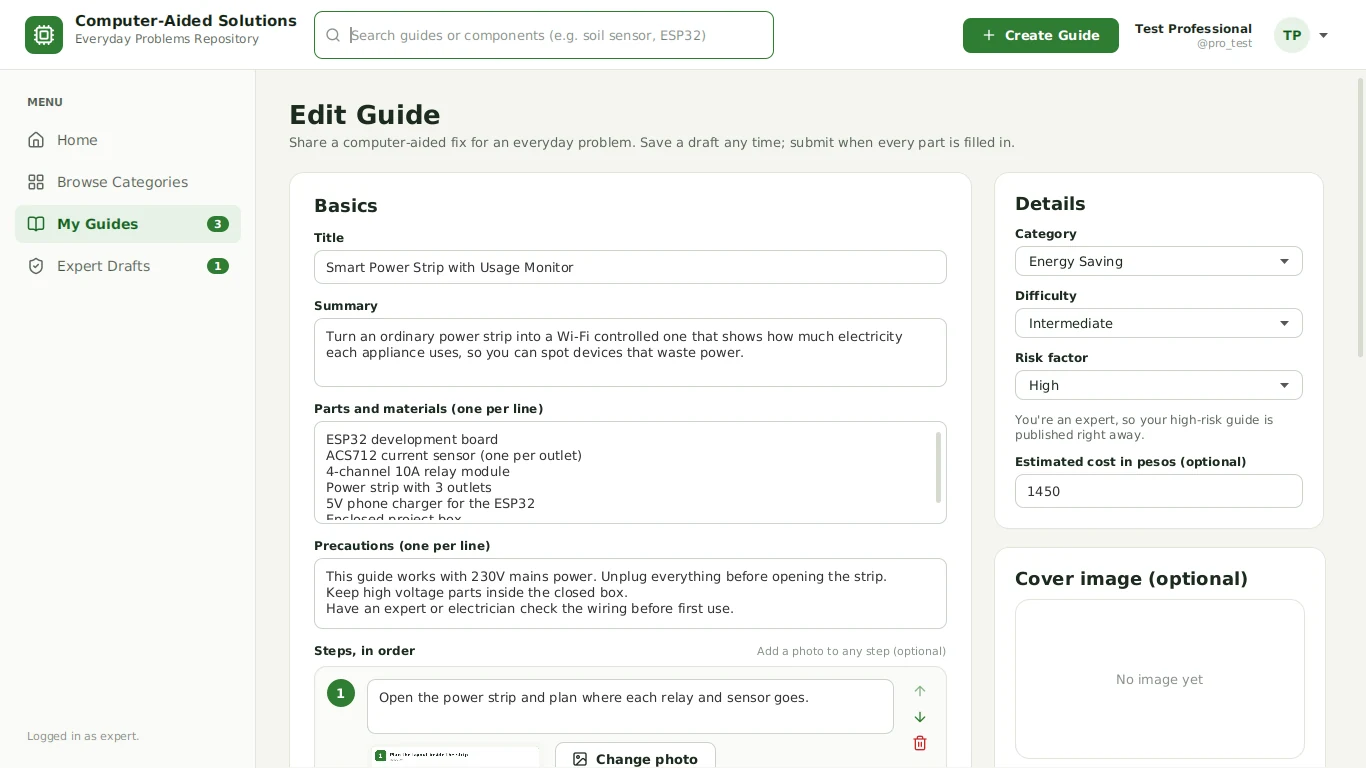 Computer-Aided Solutions
Everyday Problems Repository
Search guides or components (e.g. soil sensor, ESP32)
Create Guide
Test Professional
@pro_test
TP
MENU
Home
Browse Categories
My Guides 3
Expert Drafts 1
Logged in as expert.
Edit Guide
Share a computer-aided fix for an everyday problem. Save a draft any time; submit when every part is filled in.
Basics
Title
Smart Power Strip with Usage Monitor
Summary
Turn an ordinary power strip into a Wi-Fi controlled one that shows how much electricity
each appliance uses, so you can spot devices that waste power.
Parts and materials (one per line)
ESP32 development board
ACS712 current sensor (one per outlet)
4-channel 10A relay module
Power strip with 3 outlets
5V phone charger for the ESP32
Enclosed project box
Precautions (one per line)
This guide works with 230V mains power. Unplug everything before opening the strip.
Keep high voltage parts inside the closed box.
Have an expert or electrician check the wiring before first use.
Steps, in order
Add a photo to any step (optional)
1
Open the power strip and plan where each relay and sensor goes.
1 Plan the layout inside the strip
Change photo
Details
Category
Energy Saving
Difficulty
Intermediate
Risk factor
High
You're an expert, so your high-risk guide is
published right away.
Estimated cost in pesos (optional)
1450
Cover image (optional)
No image yet